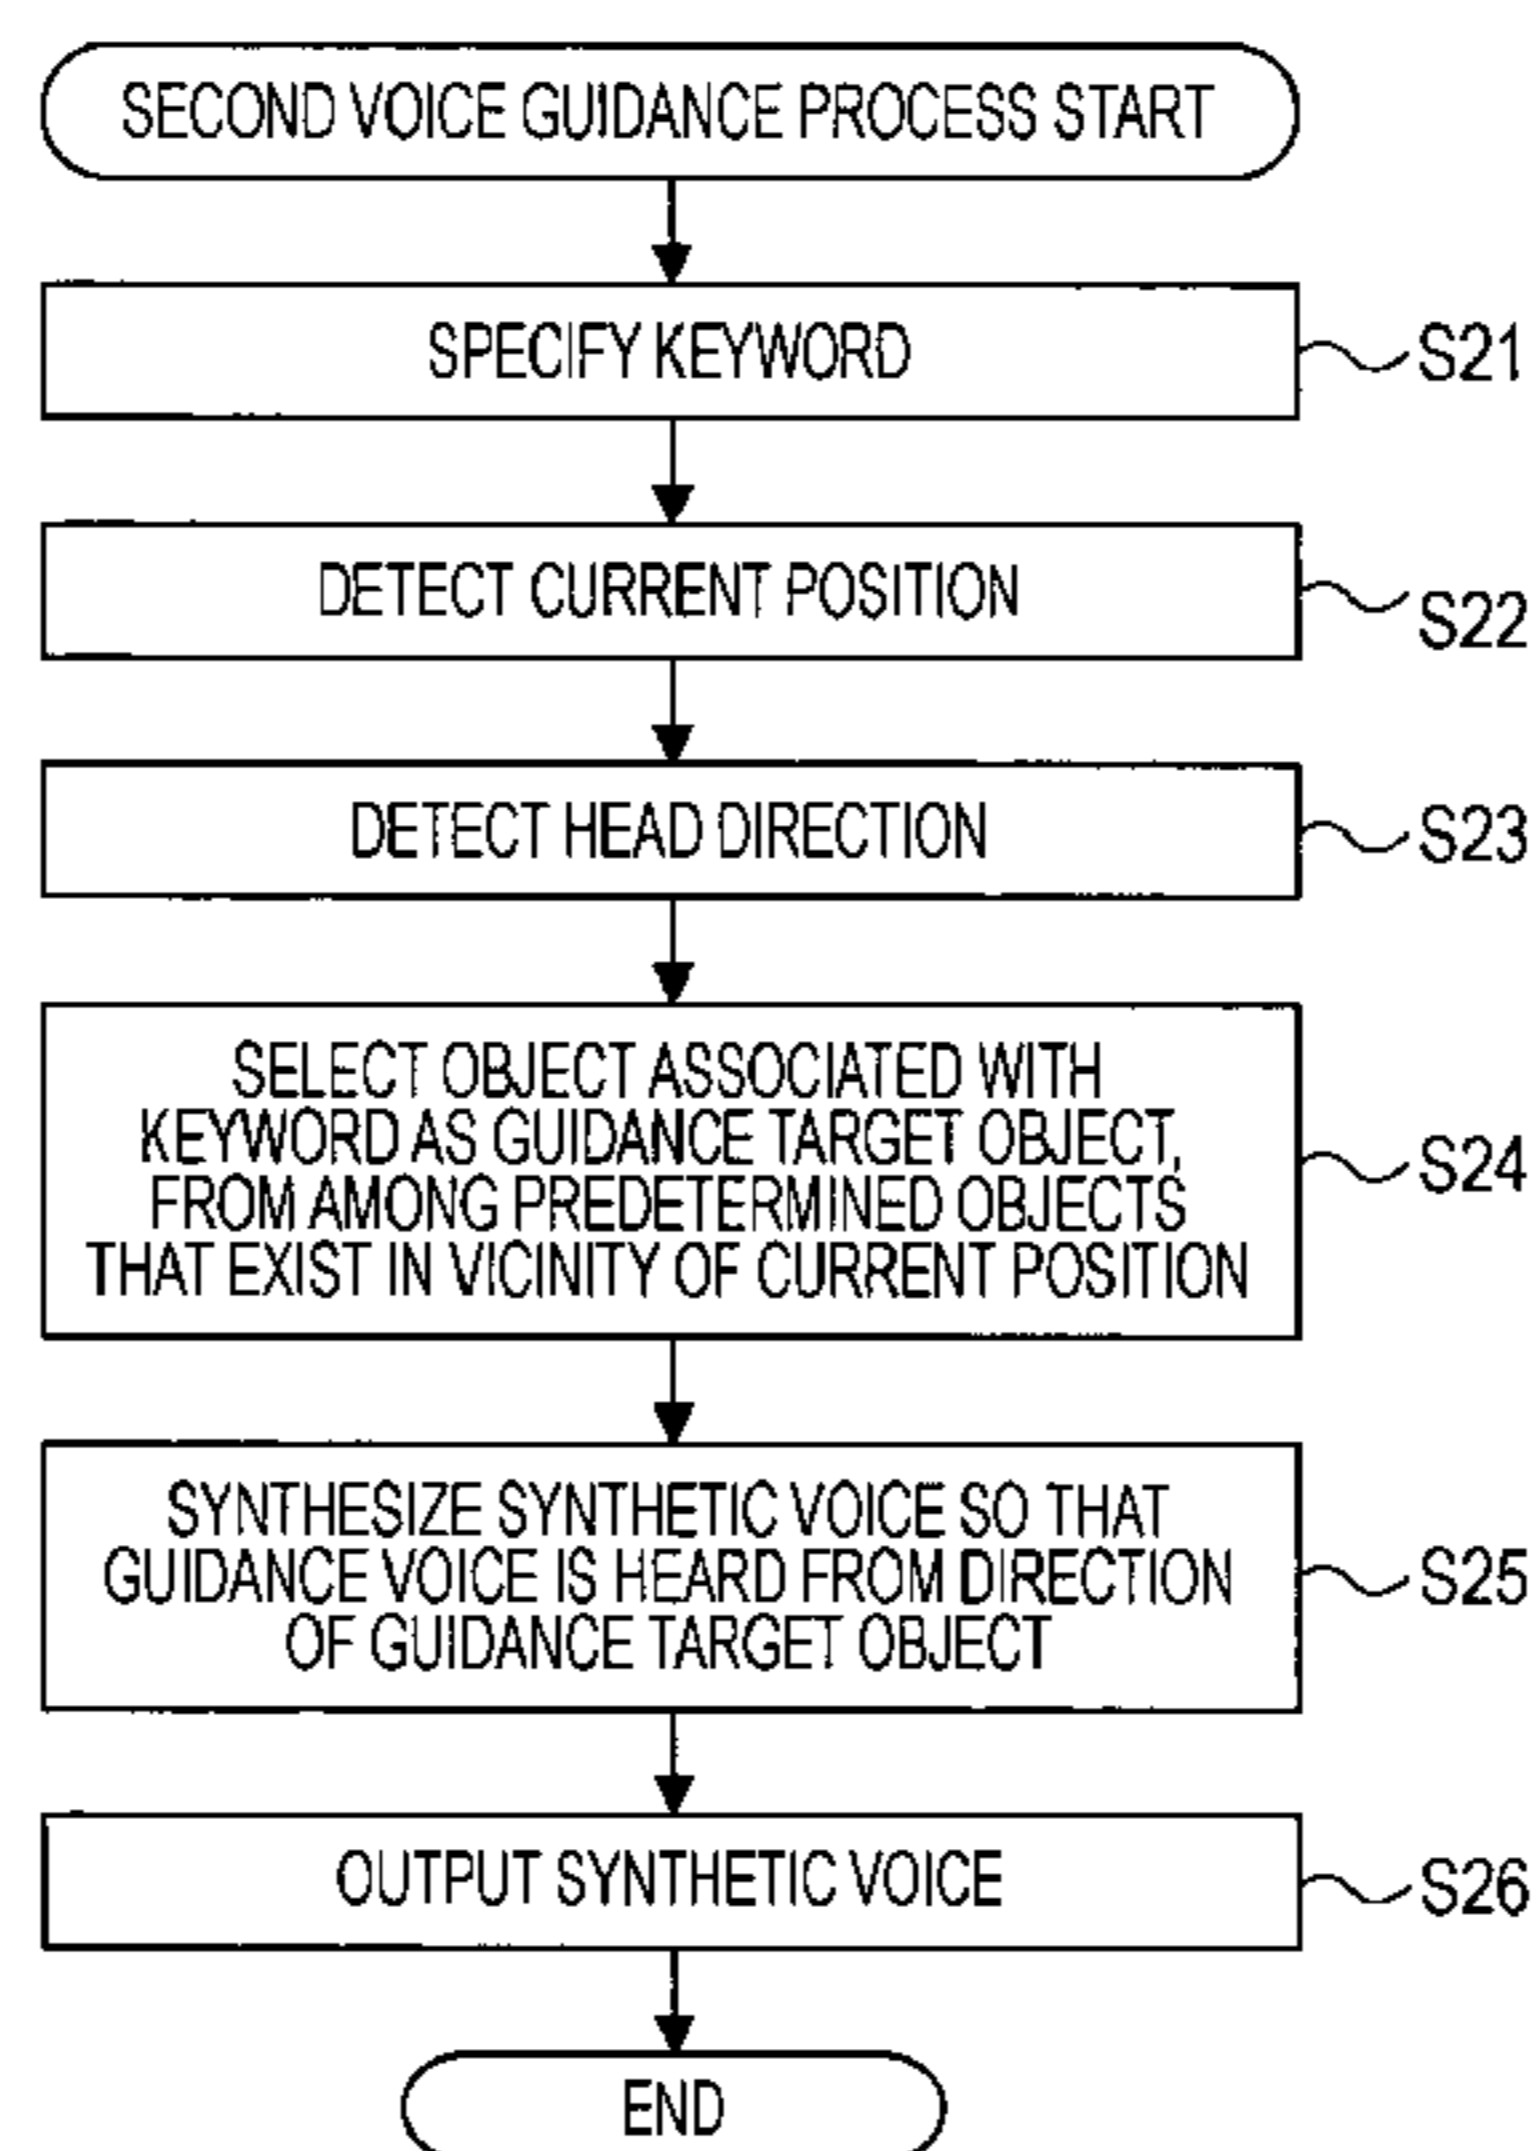 SECOND VOICE GUIDANCE PROCESS START
SPECIFY KEYWORD
S21
DETECT CURRENT POSITION
S22
DETECT HEAD DIRECTION
S23
SELECT OBJECT ASSOCIATED WITH
KEYWORD AS GUIDANCE TARGET OBJECT,
FROM AMONG PREDETERMINED OBJECTS
THAT EXIST IN VICINITY OF CURRENT POSITION
S24
SYNTHESIZE SYNTHETIC VOICE SO THAT
GUIDANCE VOICE IS HEARD FROM DIRECTION
OF GUIDANCE TARGET OBJECT
S25
OUTPUT SYNTHETIC VOICE
S26
END